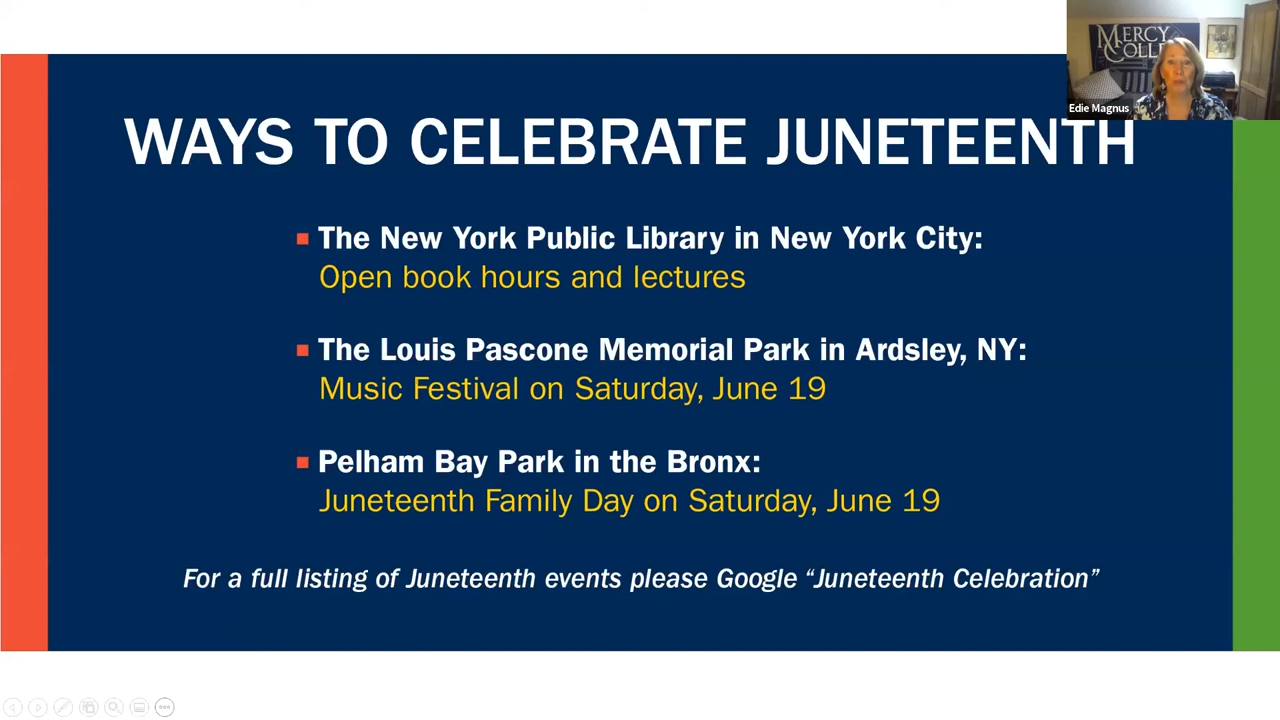 MERCY
COLLE
Edie Magnus
WAYS TO CELEBRATE JUNETEENTH
The New York Public Library in New York City:
Open book hours and lectures
The Louis Pascone Memorial Park in Ardsley, NY:
Music Festival on Saturday, June 19
Pelham Bay Park in the Bronx:
Juneteenth Family Day on Saturday, June 19
For a full listing of Juneteenth events please Google “Juneteenth Celebration”